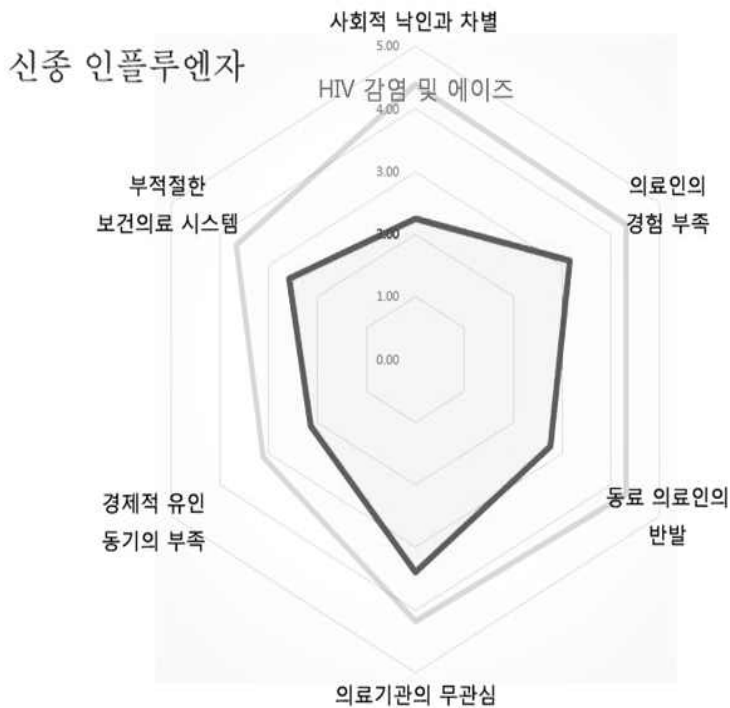 사회적 낙인과 차별
5.00
신종 인플루엔자
HIV 감염 및 에이즈
4.00
3.00
부적절한
보건의료 시스템
의료인의
경험 부족
2.00
1.00
0.00
경제적 유인
동기의 부족
동료 의료인의
반발
의료기관의 무관심